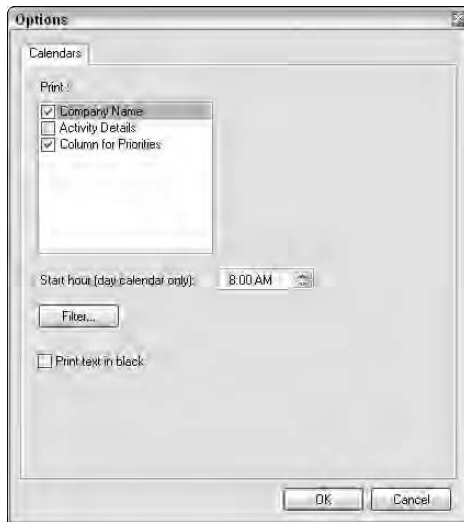 Options
Calendars
Print:
Company Name
Activity Details
Column for Priorities
Start hour (day calendar only): 8:00 AM
Filter...
Print text in black
OK Cancel